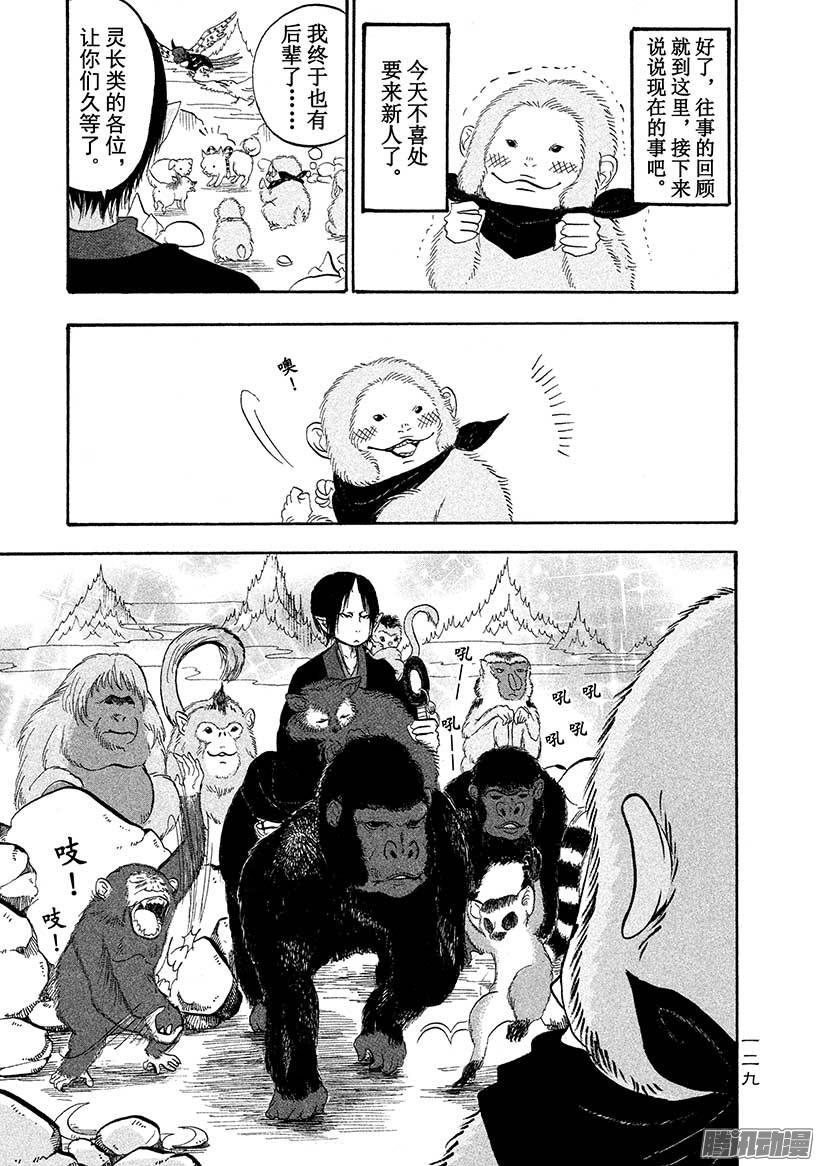 好了，往事的回顾
就到这里，接下来
说说现在的事吧。
今天不喜处
要来新人了。
我终于也有
后辈了……
灵长类的各位，
让你们久等了。
噢！
吼
吼
吼
吼
吼
吼
吱！
吱！
一二九
腾讯动漫